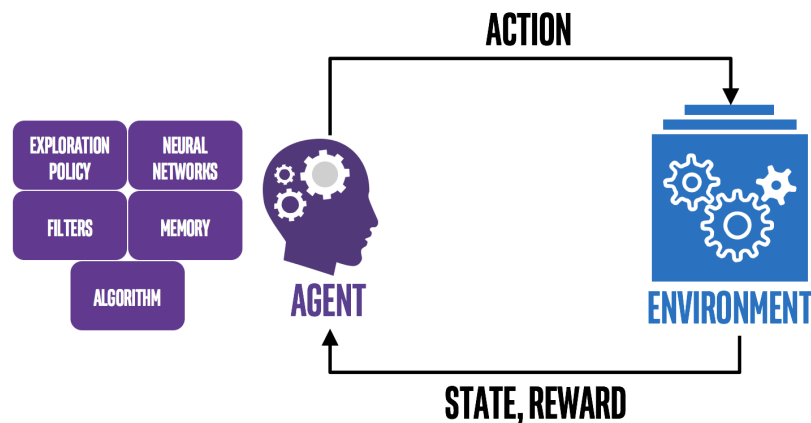 ACTION
EXPLORATION
POLICY
NEURAL
NETWORKS
FILTERS
MEMORY
ALGORITHM
AGENT
ENVIRONMENT
STATE, REWARD